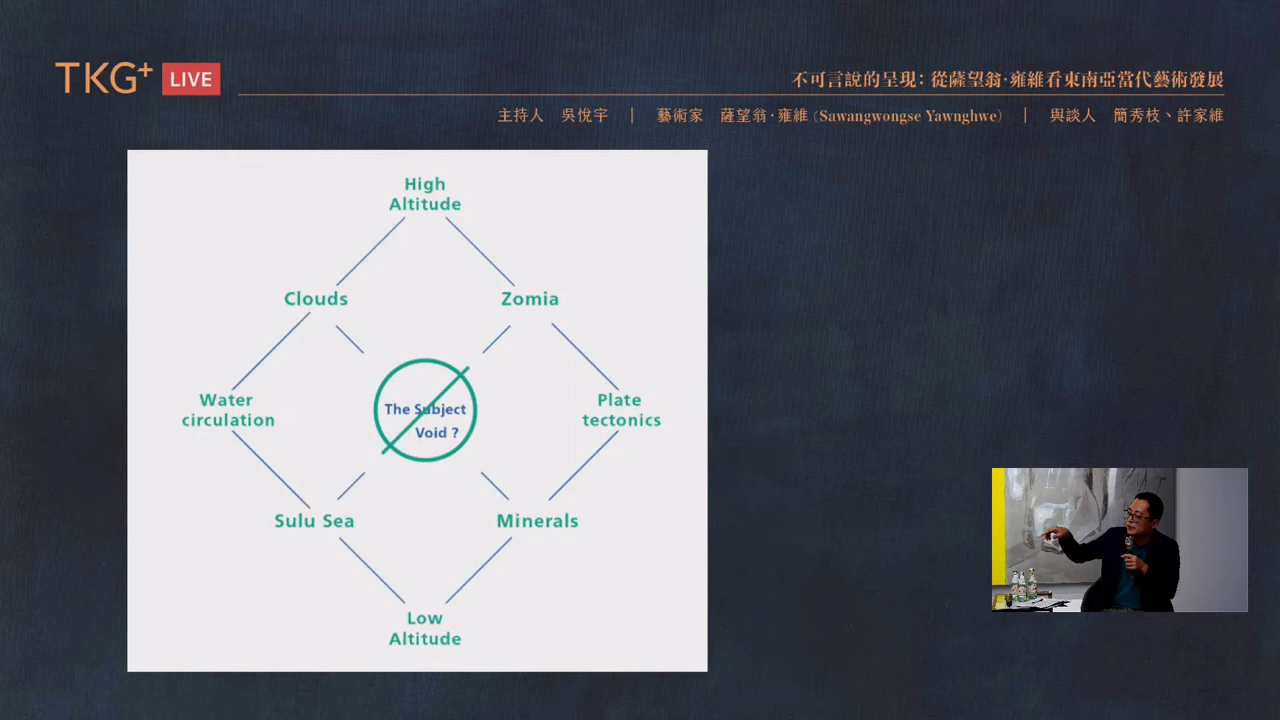 TKG+ LIVE
不可言說的呈現：從薩望翁·雍維看東南亞當代藝術發展
主持人 吳悅宇 | 藝術家 薩望翁·雍維（Sawangwongse Yawnghwe） | 與談人 簡秀枝、許家維
High
Altitude
Clouds
Zomia
Water
circulation
The Subject
Void ?
Plate
tectonics
Sulu Sea
Minerals
Low
Altitude